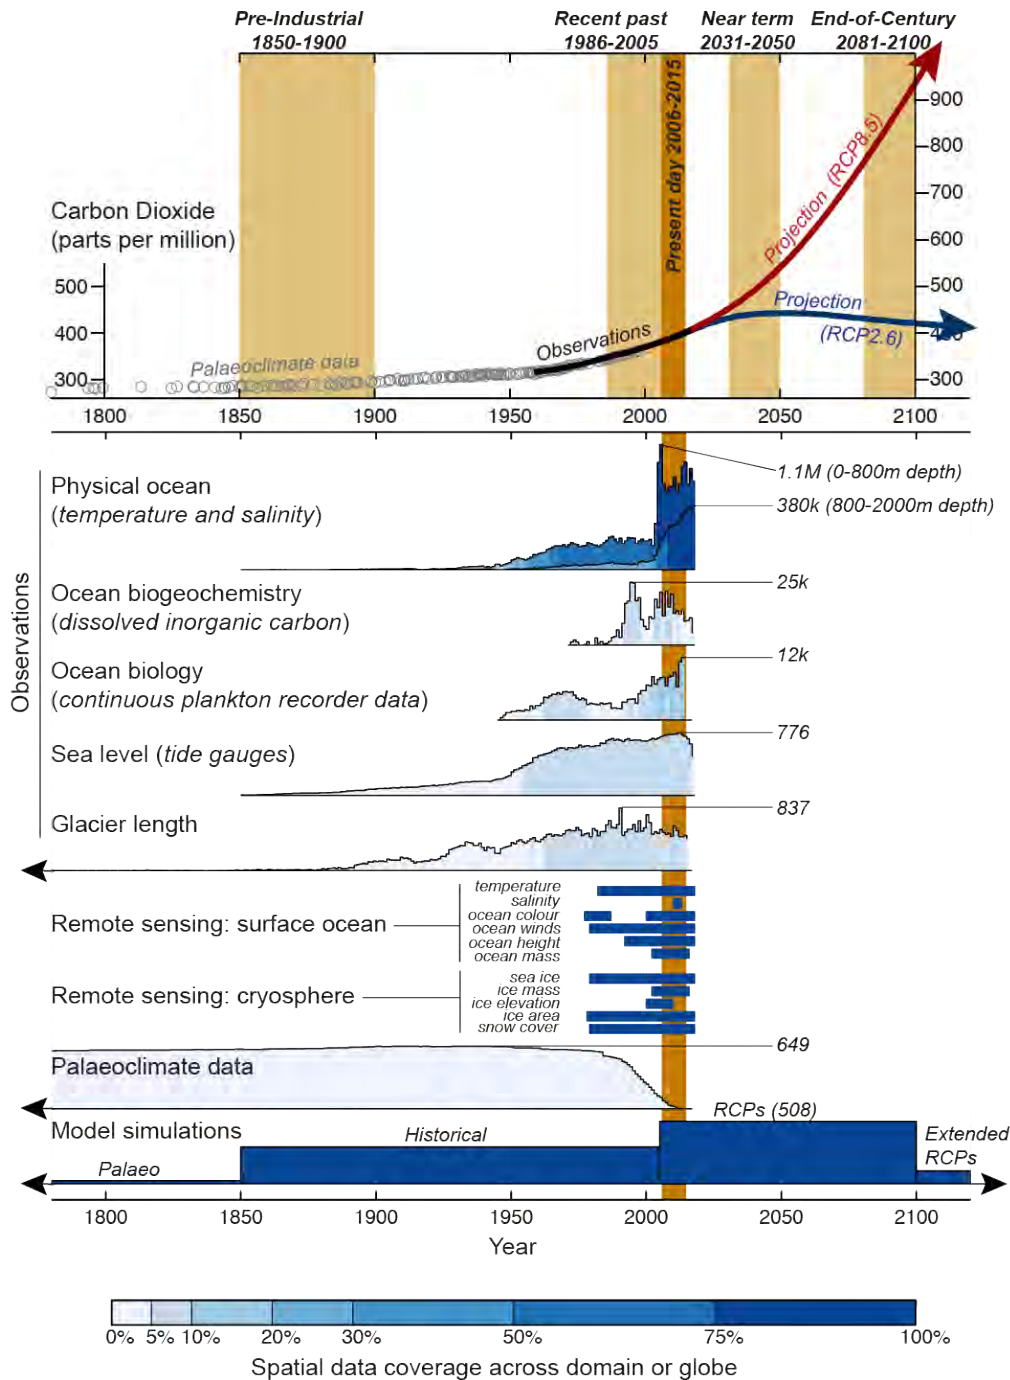 Pre-Industrial
1850-1900
Recent past
1986-2005
Near term
2031-2050
End-of-Century
2081-2100
Present day 2006-2015
Carbon Dioxide
(parts per million)
500
400
300
900
800
700
600
500
400
300
Projection (RCP8.5)
Projection
(RCP2.6)
Observations
Palaeoclimate data
1800 1850 1900 1950 2000 2050 2100
Observations
Physical ocean
(temperature and salinity)
1.1M (0-800m depth)
380k (800-2000m depth)
Ocean biogeochemistry
(dissolved inorganic carbon)
25k
Ocean biology
(continuous plankton recorder data)
12k
Sea level (tide gauges)
776
Glacier length
837
Remote sensing: surface ocean
temperature
salinity
ocean colour
ocean winds
ocean height
ocean mass
Remote sensing: cryosphere
sea ice
ice mass
ice elevation
ice area
snow cover
649
Palaeoclimate data
Model simulations
Palaeo
Historical
RCPs (508)
Extended
RCPs
1800 1850 1900 1950 2000 2050 2100
Year
0% 5% 10% 20% 30% 50% 75% 100%
Spatial data coverage across domain or globe